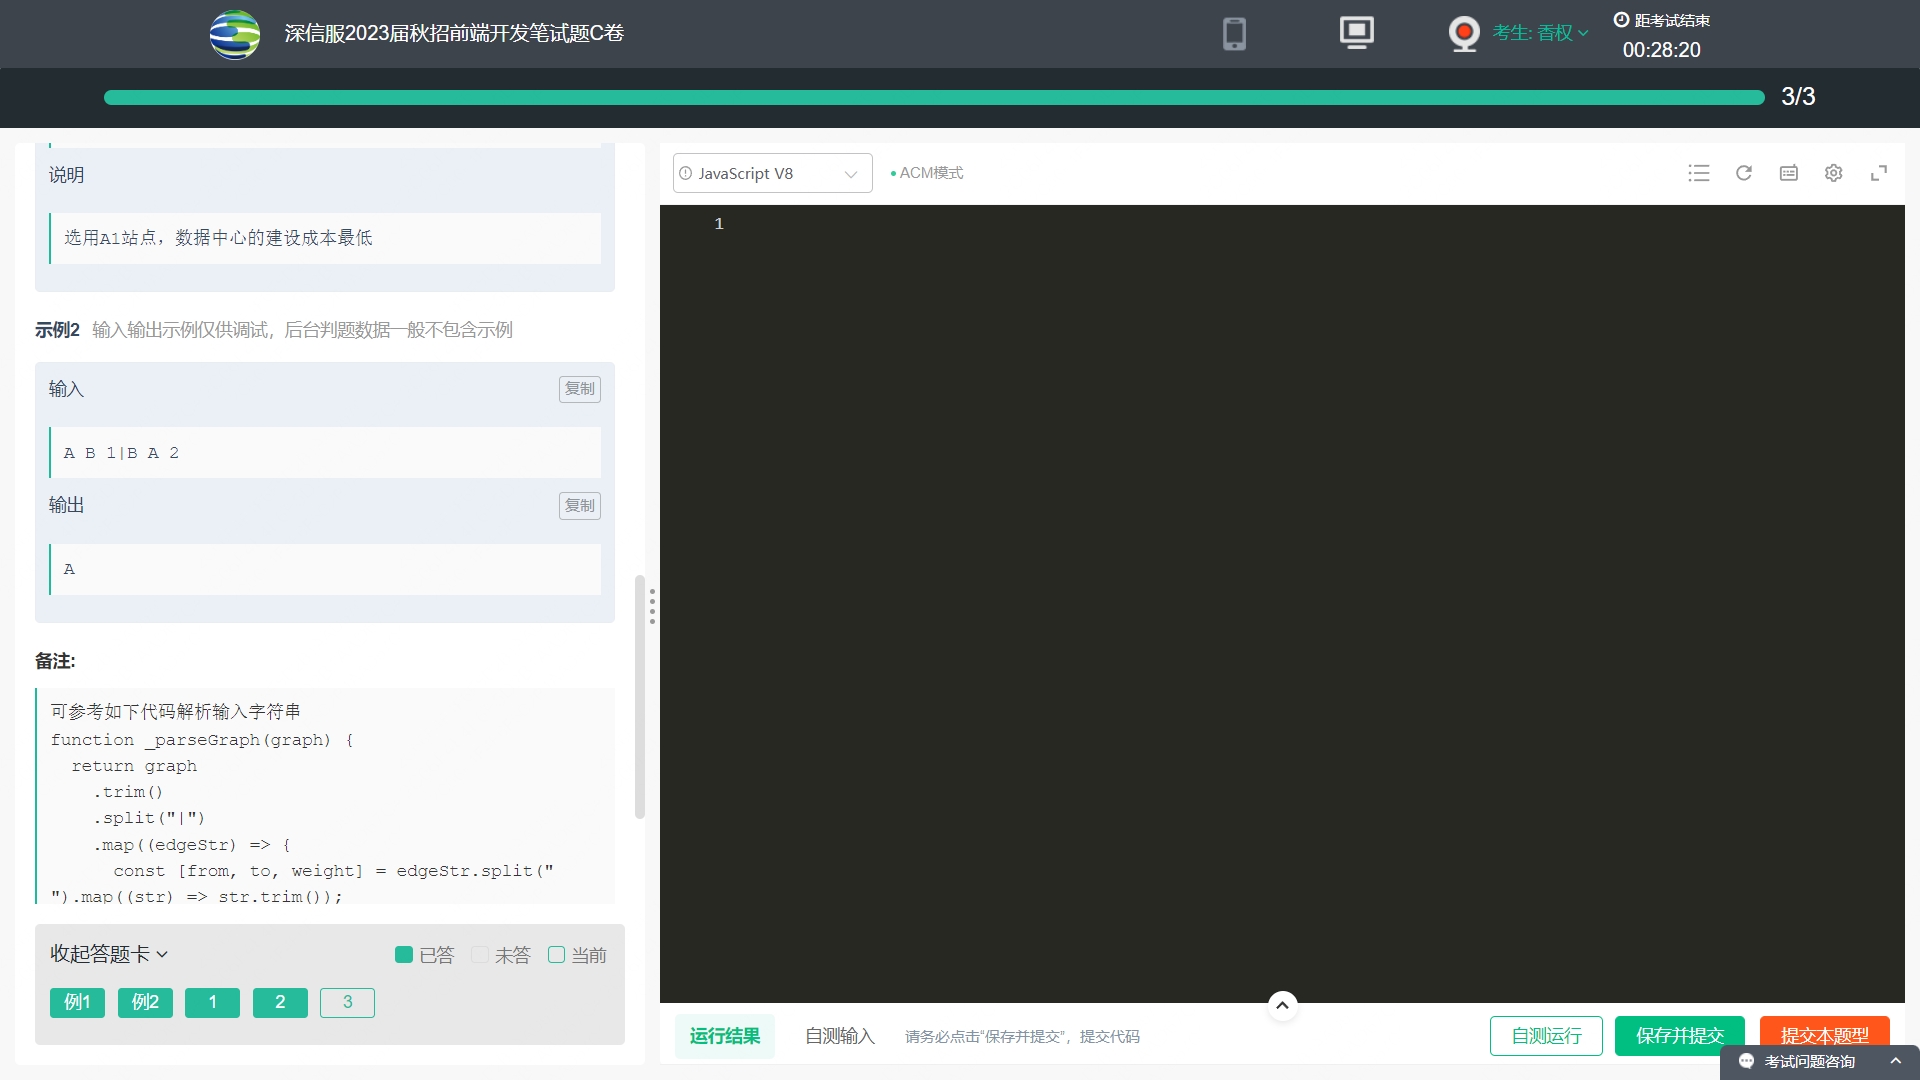 深信服2023届秋招前端开发笔试题C卷
考生: 香权
距考试结束
00:28:20
3/3
说明
选用A1站点，数据中心的建设成本最低
示例2 输入输出示例仅供调试，后台判题数据一般不包含示例
输入
复制
A B 1|B A 2
输出
复制
A
备注:
可参考如下代码解析输入字符串
function _parseGraph(graph) {
  return graph
    .trim()
    .split("|")
    .map((edgeStr) => {
      const [from, to, weight] = edgeStr.split("
").map((str) => str.trim());
收起答题卡
已答 未答 当前
例1 例2 1 2 3
JavaScript V8
ACM模式
1
运行结果
自测输入
请务必点击“保存并提交”，提交代码
自测运行
保存并提交
提交本题型
考试问题咨询